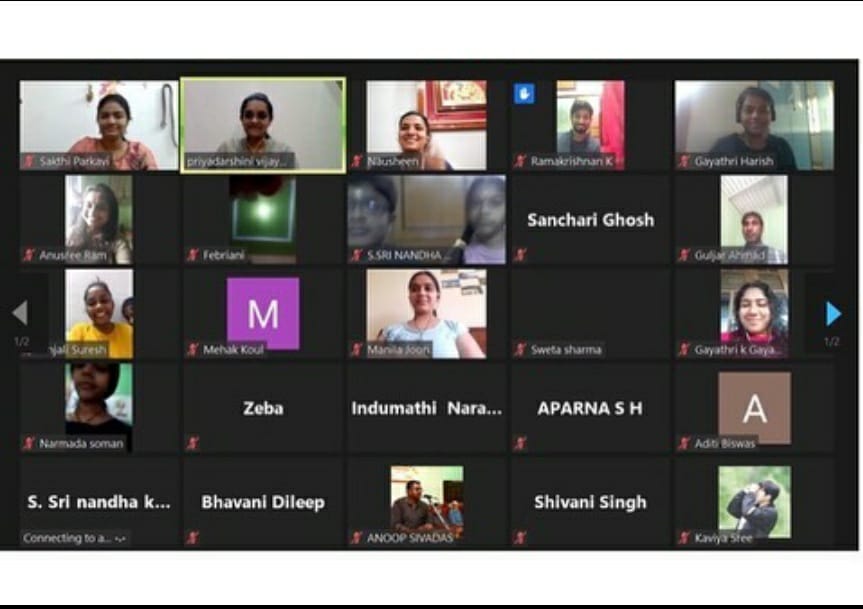 Sakthi Parkavi
priyadarshini vijay...
Nausheen J
Ramakrishnan K
Gayathri Harish
Anusree Ram
Febriani
S.SRI NANDHA ...
Sanchari Ghosh
Guljar Ahmad
1/2
njali Suresh
M
Mehak Koul
Manila Joon
Sweta sharma
Gayathri k Gaya...
1/2
Narmada soman
Zeba
Indumathi Nara...
APARNA S H
A
Aditi Biswas
S. Sri nandha k...
Connecting to a...
Bhavani Dileep
ANOOP SIVADAS
Shivani Singh
Kaviya Sree